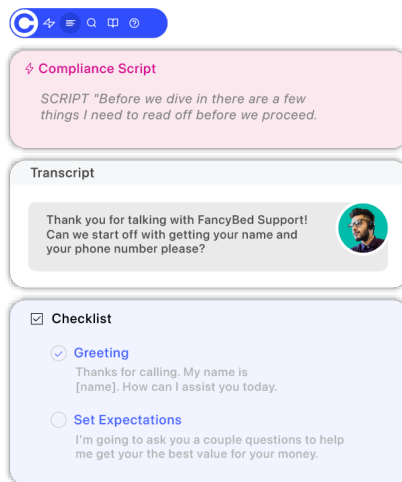 Compliance Script
SCRIPT "Before we dive in there are a few
things I need to read off before we proceed.
Transcript
Thank you for talking with FancyBed Support!
Can we start off with getting your name and
your phone number please?
Checklist
Greeting
Thanks for calling. My name is
[name]. How can I assist you today.
Set Expectations
I'm going to ask you a couple questions to help
me get your the best value for your money.